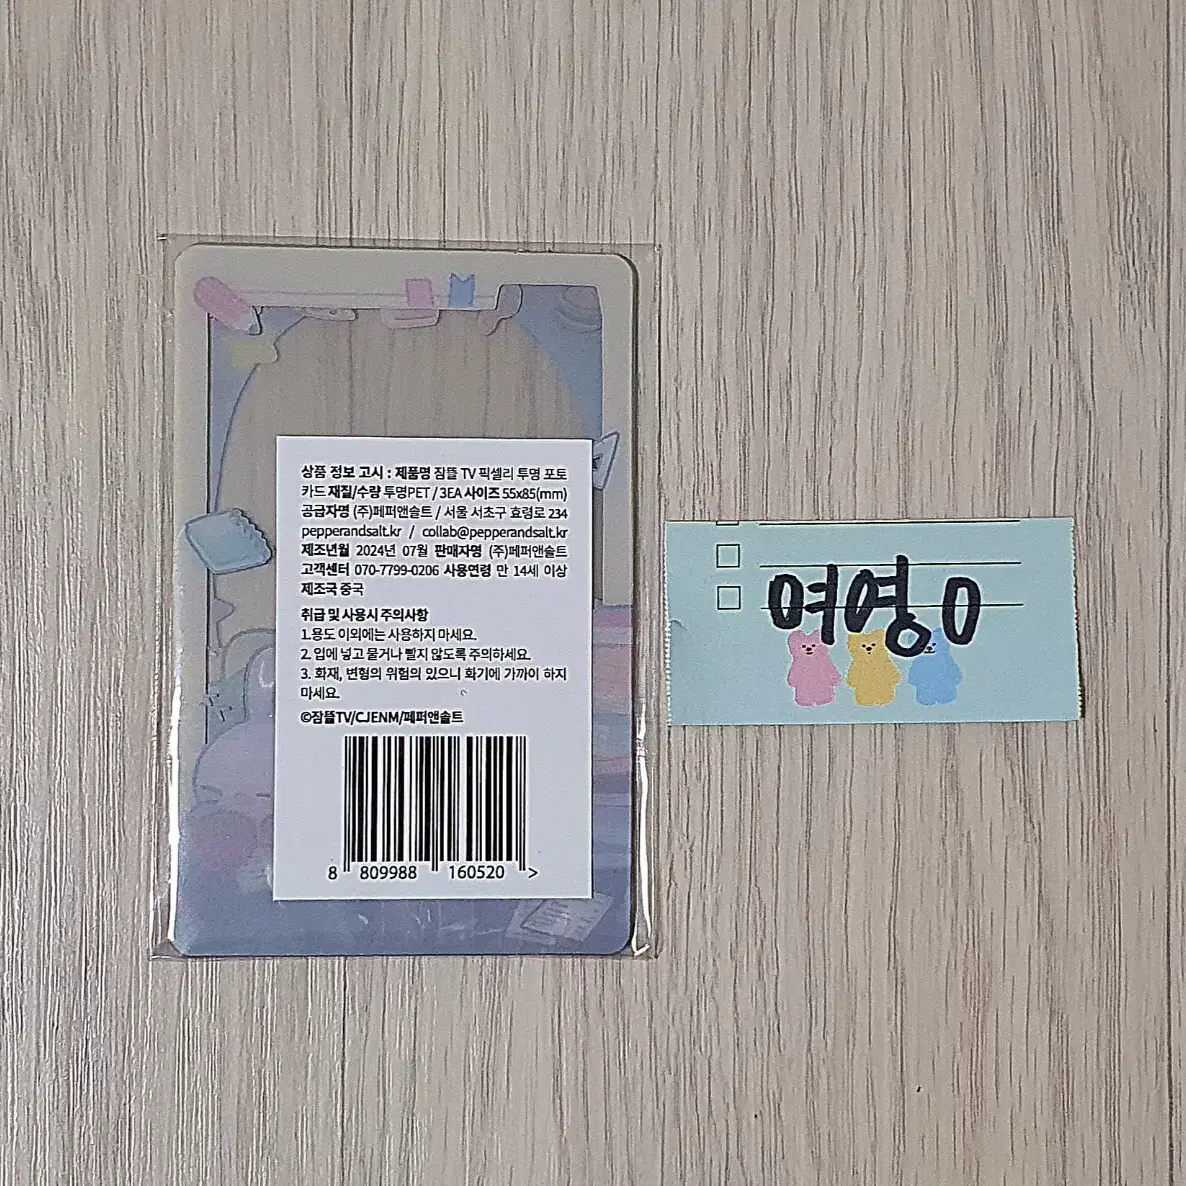 상품 정보 고시 : 제품명 잠뜰 TV 픽셀리 투명 포토
카드 재질/수량 투명PET / 3EA 사이즈 55x85(mm)
공급자명 (주)페퍼앤솔트 / 서울 서초구 효령로 234
pepperandsalt.kr / collab@pepperandsalt.kr
제조년월 2024년 07월 판매자명 (주)페퍼앤솔트
고객센터 070-7799-0206 사용연령 만 14세 이상
제조국 중국
취급 및 사용시 주의사항
1.용도 이외에는 사용하지 마세요.
2. 입에 넣고 물거나 빨지 않도록 주의하세요.
3. 화재, 변형의 위험의 있으니 화기에 가까이 하지
마세요.
©잠뜰TV/CJENM/페퍼앤솔트
8 809988 160520 >
여영0